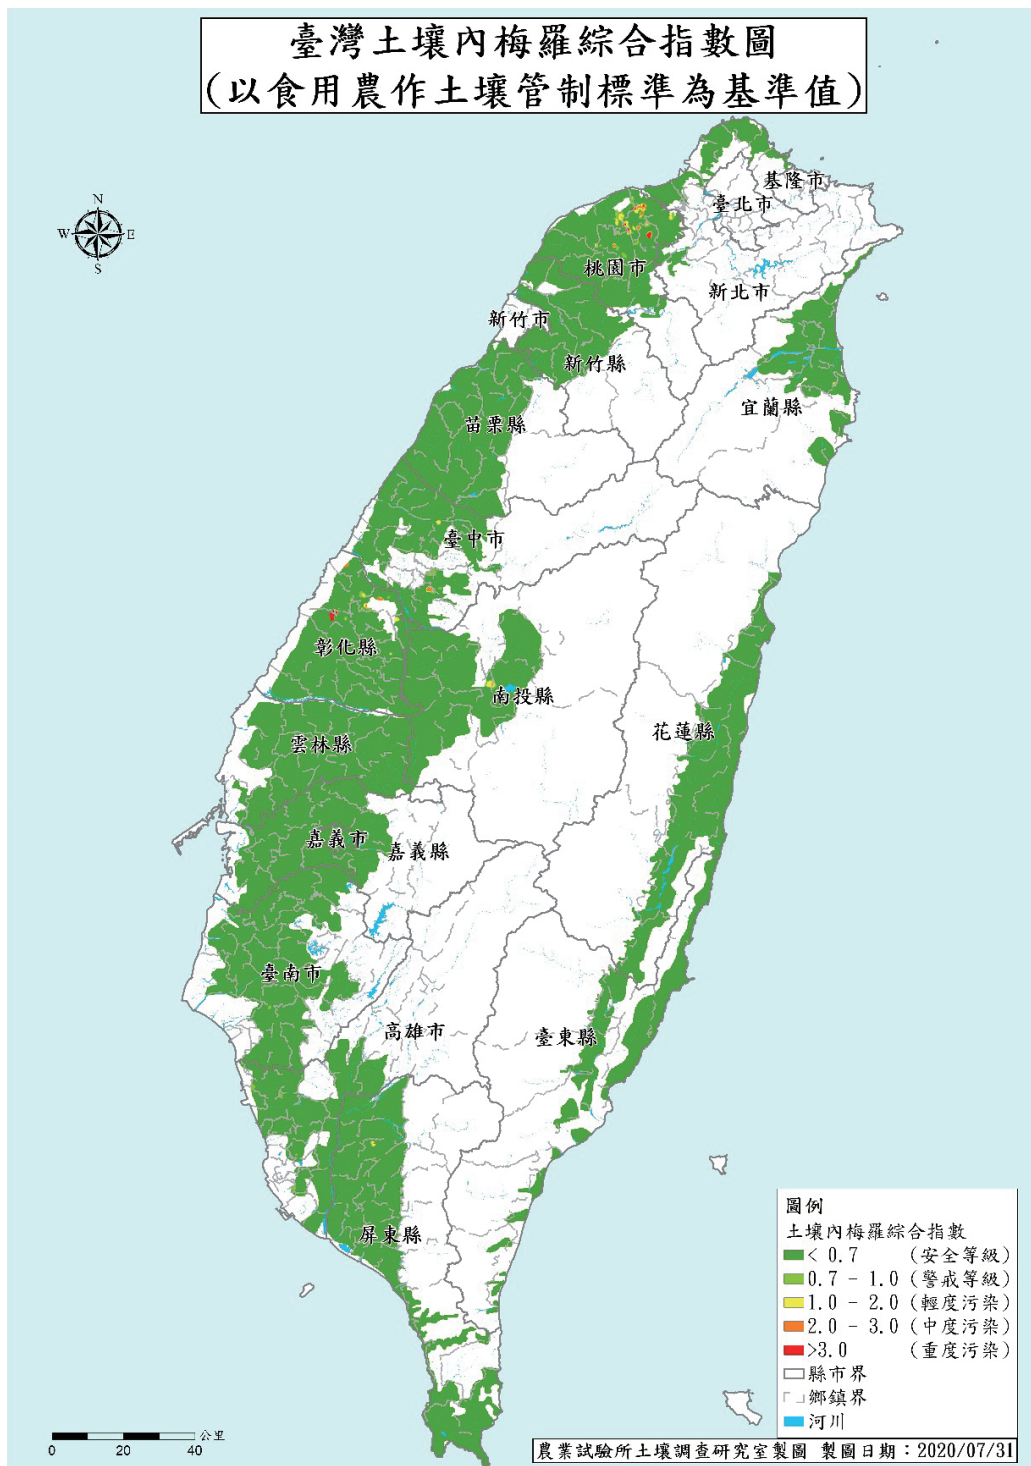 臺灣土壤內梅羅綜合指數圖
(以食用農作土壤管制標準為基準值)
N
W
E
S
基隆市
臺北市
桃園市
新北市
新竹市
新竹縣
宜蘭縣
苗栗縣
臺中市
彰化縣
南投縣
花蓮縣
雲林縣
嘉義市
嘉義縣
臺南市
高雄市
臺東縣
屏東縣
圖例
土壤內梅羅綜合指數
< 0.7 (安全等級)
0.7 - 1.0 (警戒等級)
1.0 - 2.0 (輕度污染)
2.0 - 3.0 (中度污染)
>3.0 (重度污染)
縣市界
鄉鎮界
河川
公里
0 20 40
農業試驗所土壤調查研究室製圖 製圖日期：2020/07/31